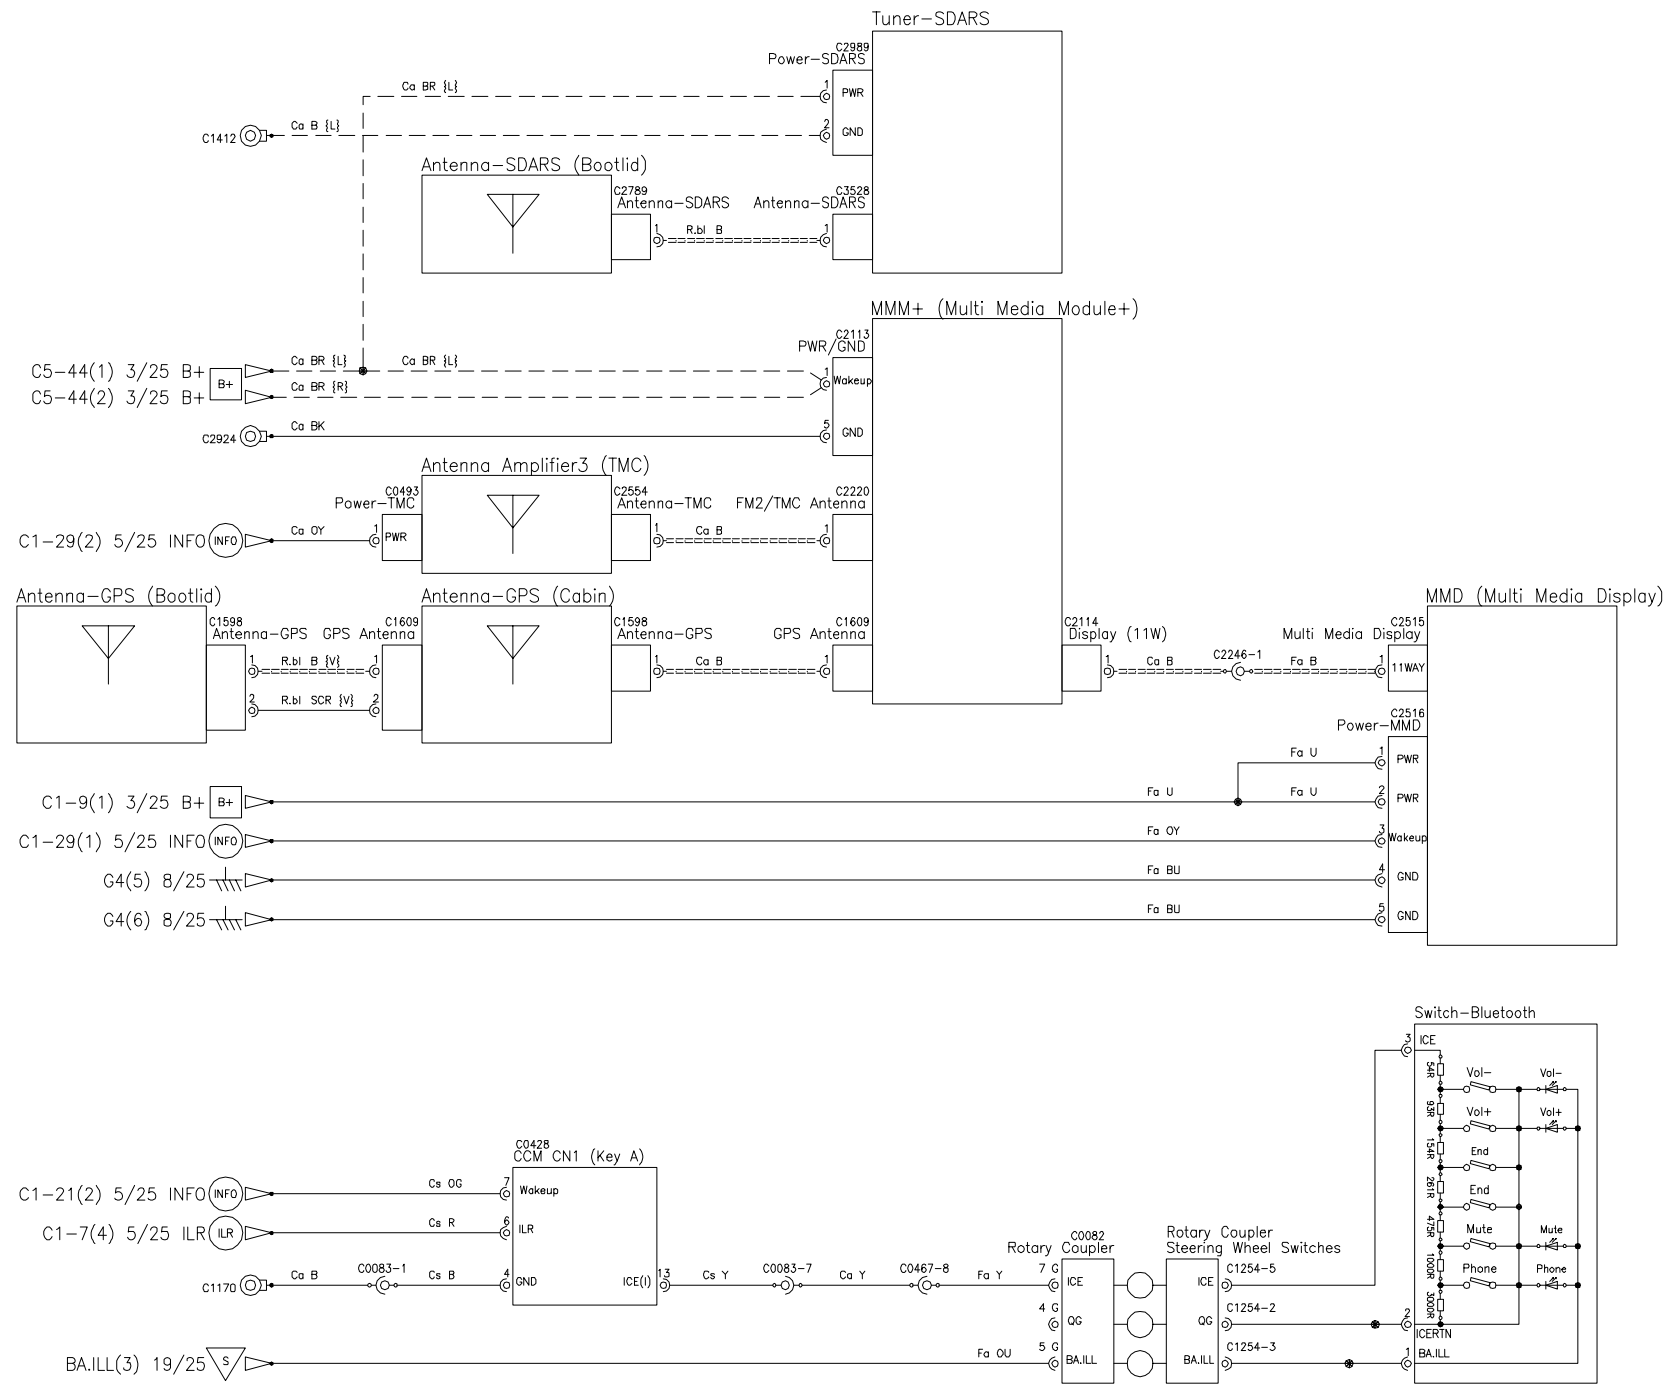 Tuner-SDARS
C2989
Power-SDARS
Ca BR {L}
1
PWR
C1412
Ca B {L}
2
GND
Antenna-SDARS (Bootlid)
C2789
Antenna-SDARS
C3528
Antenna-SDARS
1
R.bl B
1
MMM+ (Multi Media Module+)
C2113
PWR/GND
C5-44(1) 3/25 B+
C5-44(2) 3/25 B+
B+
Ca BR {L}
Ca BR {L}
Ca BR {R}
1
Wakeup
C2924
Ca BK
5
GND
Antenna Amplifier3 (TMC)
C0493
Power-TMC
C2554
Antenna-TMC
C2220
FM2/TMC Antenna
C1-29(2) 5/25 INFO
INFO
Ca OY
1
PWR
1
Ca B
1
Antenna-GPS (Bootlid)
Antenna-GPS (Cabin)
MMD (Multi Media Display)
C1598
Antenna-GPS
C1609
GPS Antenna
C1598
Antenna-GPS
C1609
GPS Antenna
C2114
Display (11W)
C2515
Multi Media Display
1
R.bl B {V}
1
2
R.bl SCR {V}
2
1
Ca B
1
1
Ca B
C2246-1
Fa B
1
11WAY
C2516
Power-MMD
Fa U
1
PWR
C1-9(1) 3/25 B+
B+
Fa U
Fa U
2
PWR
C1-29(1) 5/25 INFO
INFO
Fa OY
3
Wakeup
G4(5) 8/25
Fa BU
4
GND
G4(6) 8/25
Fa BU
5
GND
Switch-Bluetooth
3
ICE
54R
Vol-
Vol-
93R
Vol+
Vol+
154R
End
261R
End
475R
Mute
Mute
1000R
Phone
Phone
3000R
2
ICERTN
1
BA.ILL
C0428
CCM CN1 (Key A)
C1-21(2) 5/25 INFO
INFO
Cs OG
7
Wakeup
C1-7(4) 5/25 ILR
ILR
Cs R
6
ILR
C1170
Ca B
C0083-1
Cs B
4
GND
ICE(I)
13
Cs Y
C0083-7
Ca Y
C0467-8
Fa Y
C0082
Rotary Coupler
Rotary Coupler
Steering Wheel Switches
7 G
ICE
ICE
C1254-5
4 G
QG
QG
C1254-2
5 G
BA.ILL
BA.ILL
C1254-3
BA.ILL(3) 19/25
S
Fa OU